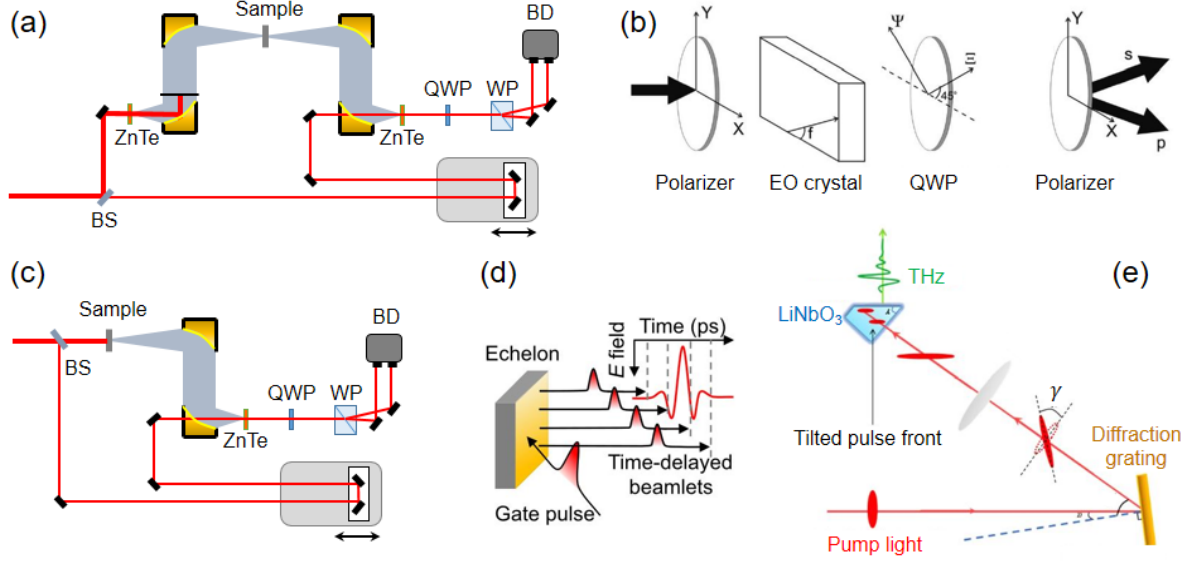 (a)
Sample
BD
QWP WP
ZnTe
ZnTe
BS
(b)
Y
X
Polarizer
f
EO crystal
Ψ
Ξ
45°
QWP
Y
X
s
p
Polarizer
(c)
Sample
BS
BD
QWP WP
ZnTe
(d)
Time (ps)
E field
Echelon
Time-delayed
beamlets
Gate pulse
(e)
THz
LiNbO3
Tilted pulse front
γ
Diffraction
grating
Pump light